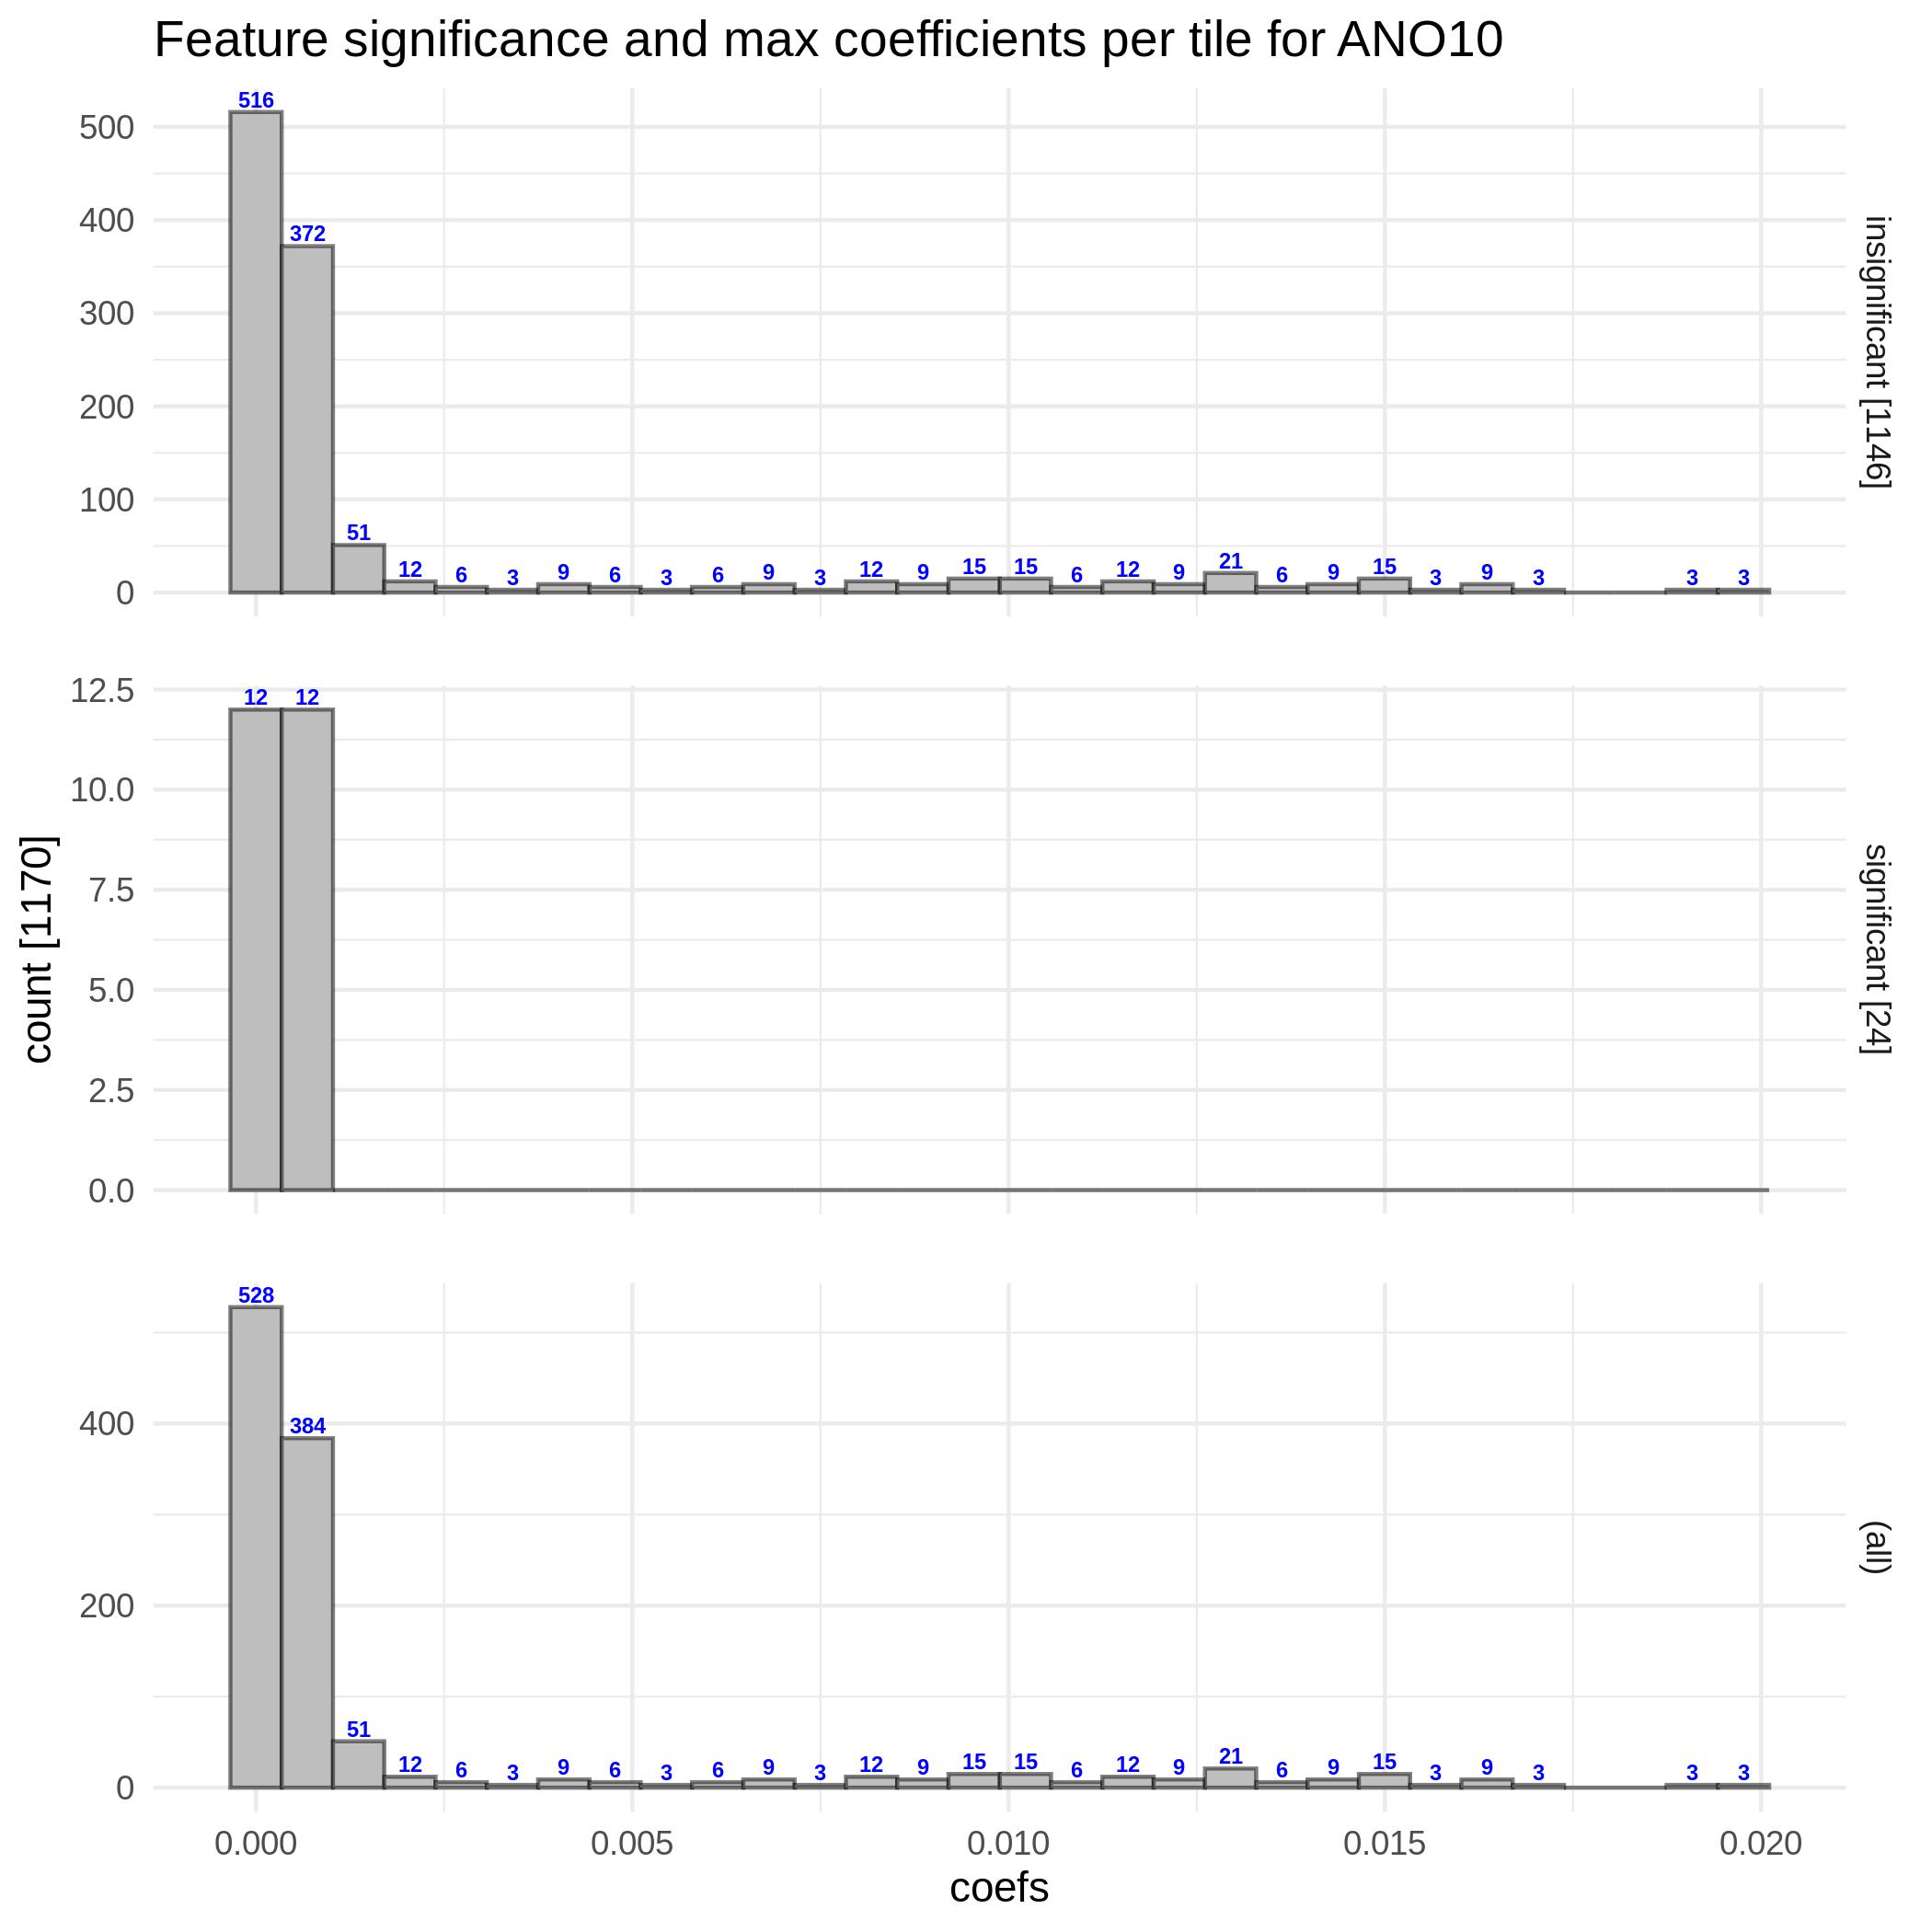 Feature significance and max coefficients per tile for ANO10
516
500
400
372
300
200
100
51
12 6 3 9 6 3 6 9 3 12 9 15 15 6 12 9 21 6 9 15 3 9 3 3 3
0
insignificant [1146]
12.5
12 12
10.0
7.5
5.0
2.5
0.0
significant [24]
count [1170]
528
400
384
200
51
12 6 3 9 6 3 6 9 3 12 9 15 15 6 12 9 21 6 9 15 3 9 3 3 3
0
(all)
0.000 0.005 0.010 0.015 0.020
coefs